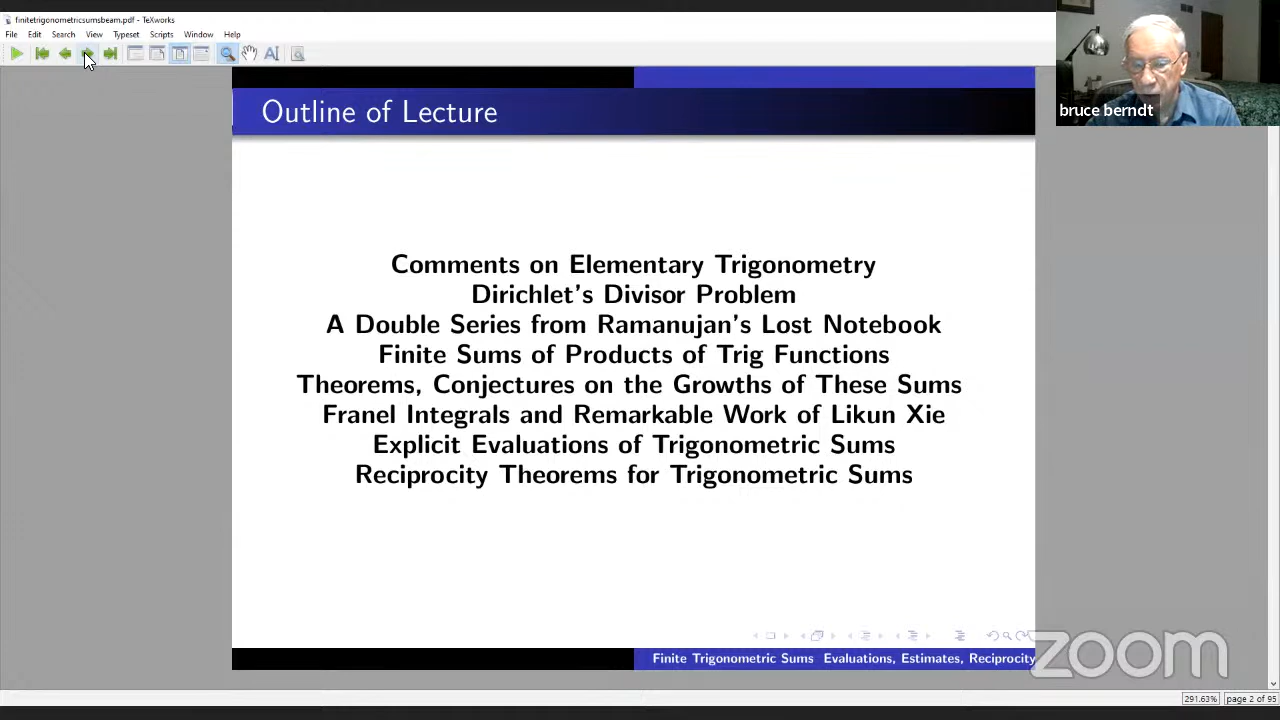 finitetrigonometricsumsbeam.pdf - TeXworks
File Edit Search View Typeset Scripts Window Help
bruce berndt
Outline of Lecture
Comments on Elementary Trigonometry
Dirichlet's Divisor Problem
A Double Series from Ramanujan's Lost Notebook
Finite Sums of Products of Trig Functions
Theorems, Conjectures on the Growths of These Sums
Franel Integrals and Remarkable Work of Likun Xie
Explicit Evaluations of Trigonometric Sums
Reciprocity Theorems for Trigonometric Sums
Finite Trigonometric Sums Evaluations, Estimates, Reciprocity
zoom
291.63% page 2 of 95